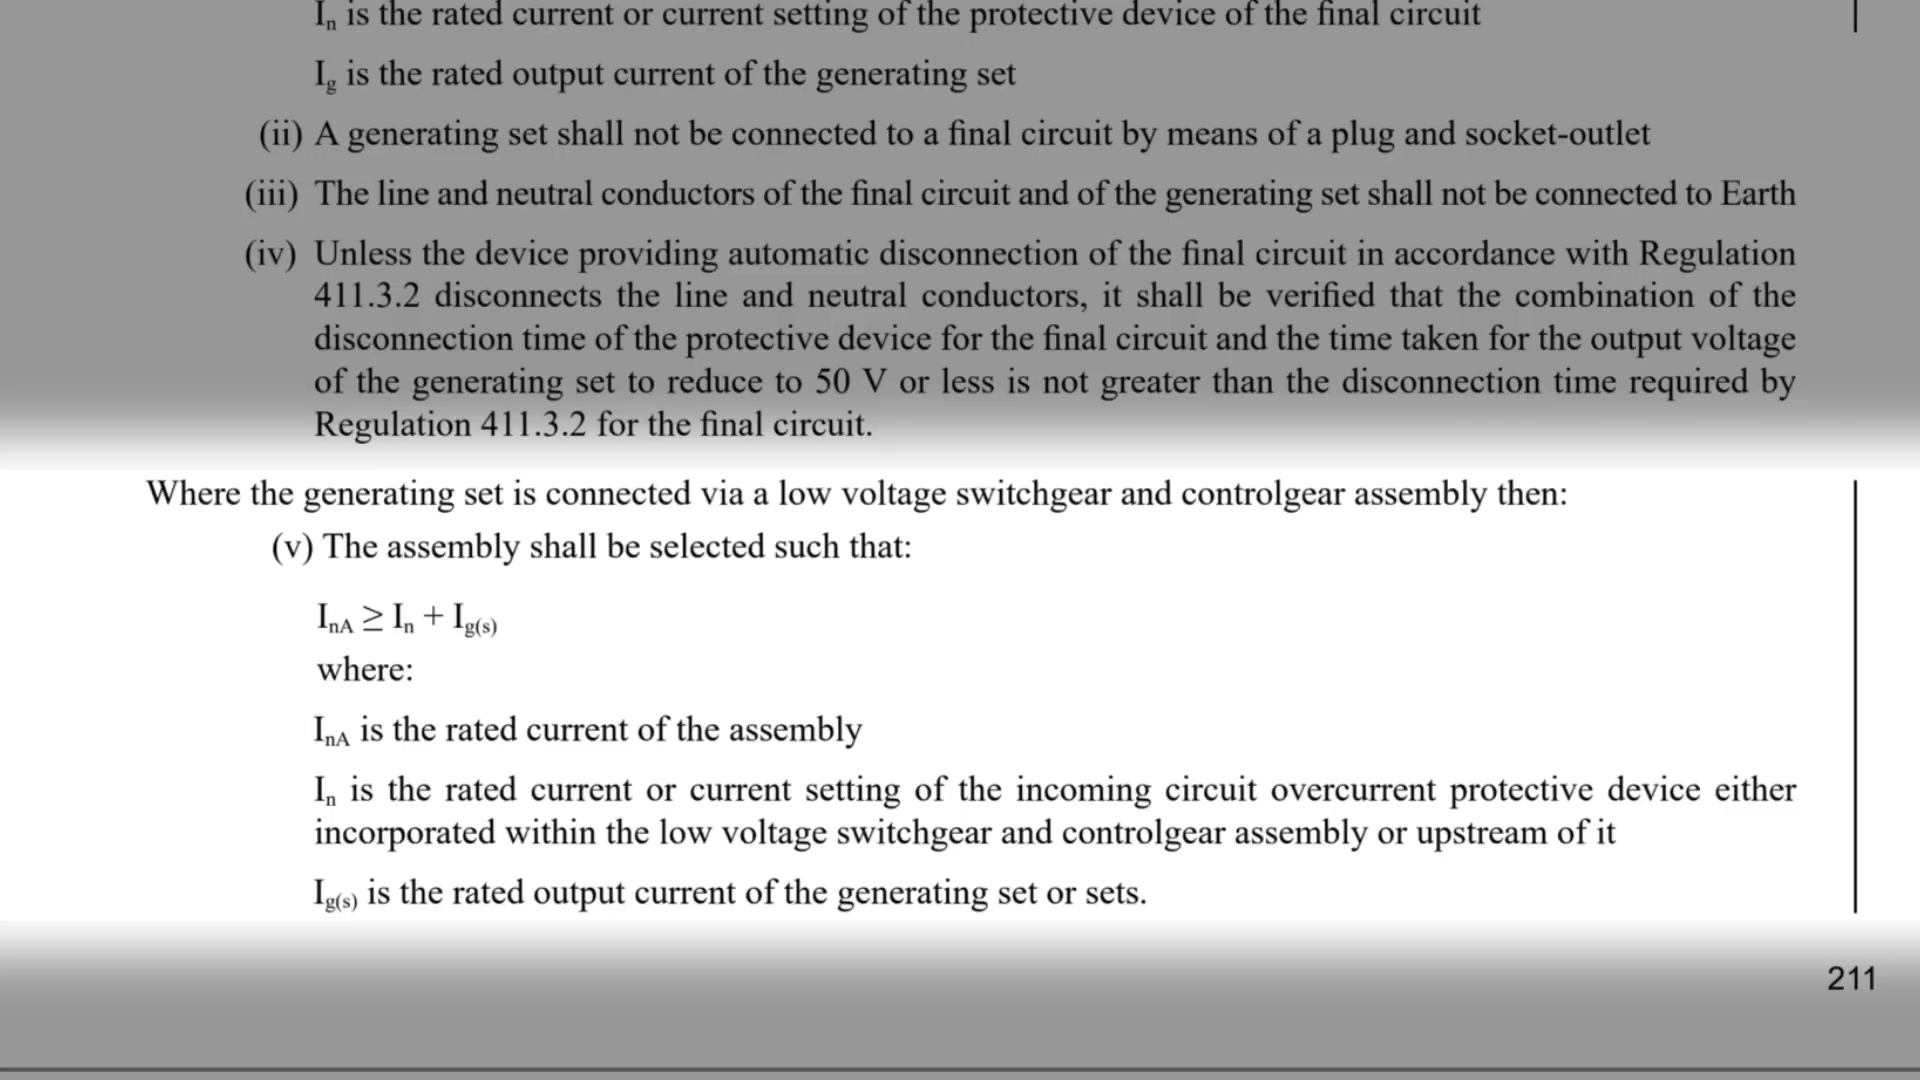 In is the rated current or current setting of the protective device of the final circuit
Ig is the rated output current of the generating set
(ii) A generating set shall not be connected to a final circuit by means of a plug and socket-outlet
(iii) The line and neutral conductors of the final circuit and of the generating set shall not be connected to Earth
(iv) Unless the device providing automatic disconnection of the final circuit in accordance with Regulation
411.3.2 disconnects the line and neutral conductors, it shall be verified that the combination of the
disconnection time of the protective device for the final circuit and the time taken for the output voltage
of the generating set to reduce to 50 V or less is not greater than the disconnection time required by
Regulation 411.3.2 for the final circuit.
Where the generating set is connected via a low voltage switchgear and controlgear assembly then:
(v) The assembly shall be selected such that:
InA ≥ In + Ig(s)
where:
InA is the rated current of the assembly
In is the rated current or current setting of the incoming circuit overcurrent protective device either
incorporated within the low voltage switchgear and controlgear assembly or upstream of it
Ig(s) is the rated output current of the generating set or sets.
211